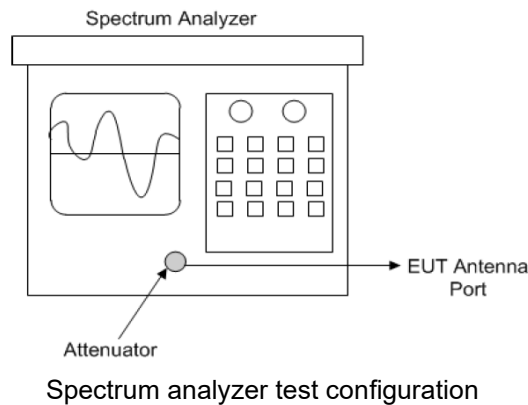 Spectrum Analyzer
EUT Antenna
Port
Attenuator
Spectrum analyzer test configuration